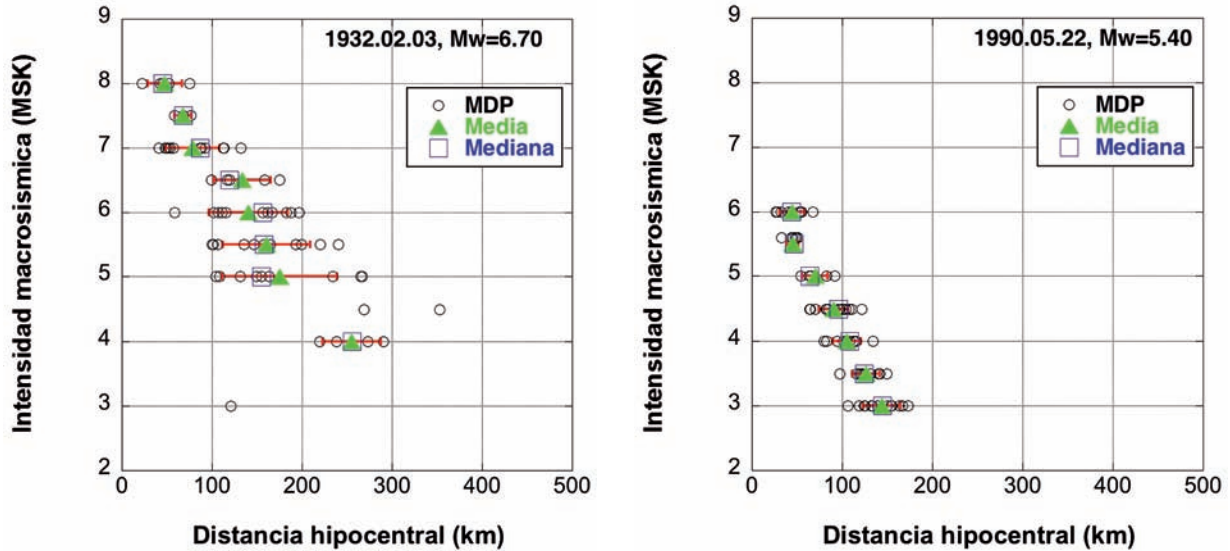 1932.02.03, Mw=6.70
MDP
Media
Mediana
9
8
7
6
5
4
3
2
0
100
200
300
400
500
Intensidad macrosismica (MSK)
Distancia hipocentral (km)
1990.05.22, Mw=5.40
MDP
Media
Mediana
9
8
7
6
5
4
3
2
0
100
200
300
400
500
Intensidad macrosismica (MSK)
Distancia hipocentral (km)